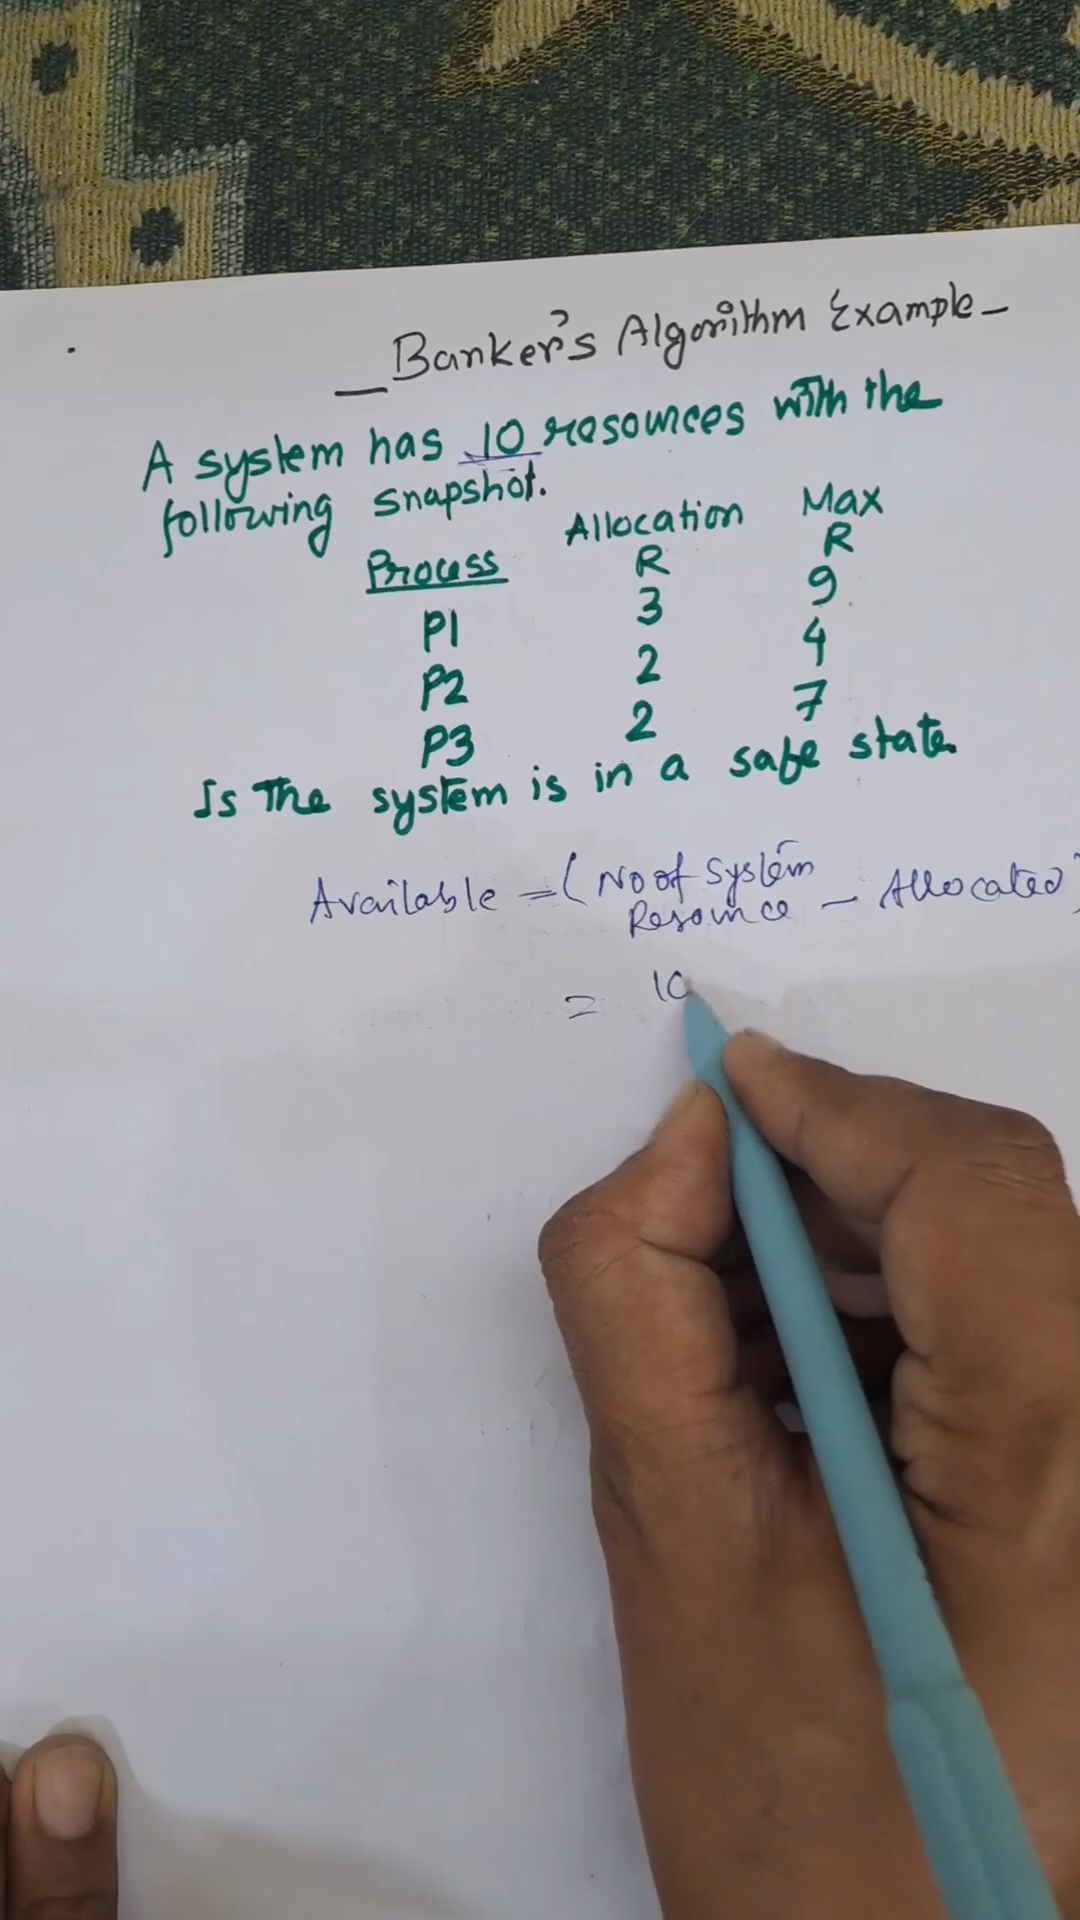 Banker's Algorithm Example
A system has 10 resources with the
following snapshot.
Process Allocation Max
R R
P1 3 9
P2 2 4
P3 2 7
Is the system is in a safe state.
Available = (No of System
Resource - Allocated)
= 10